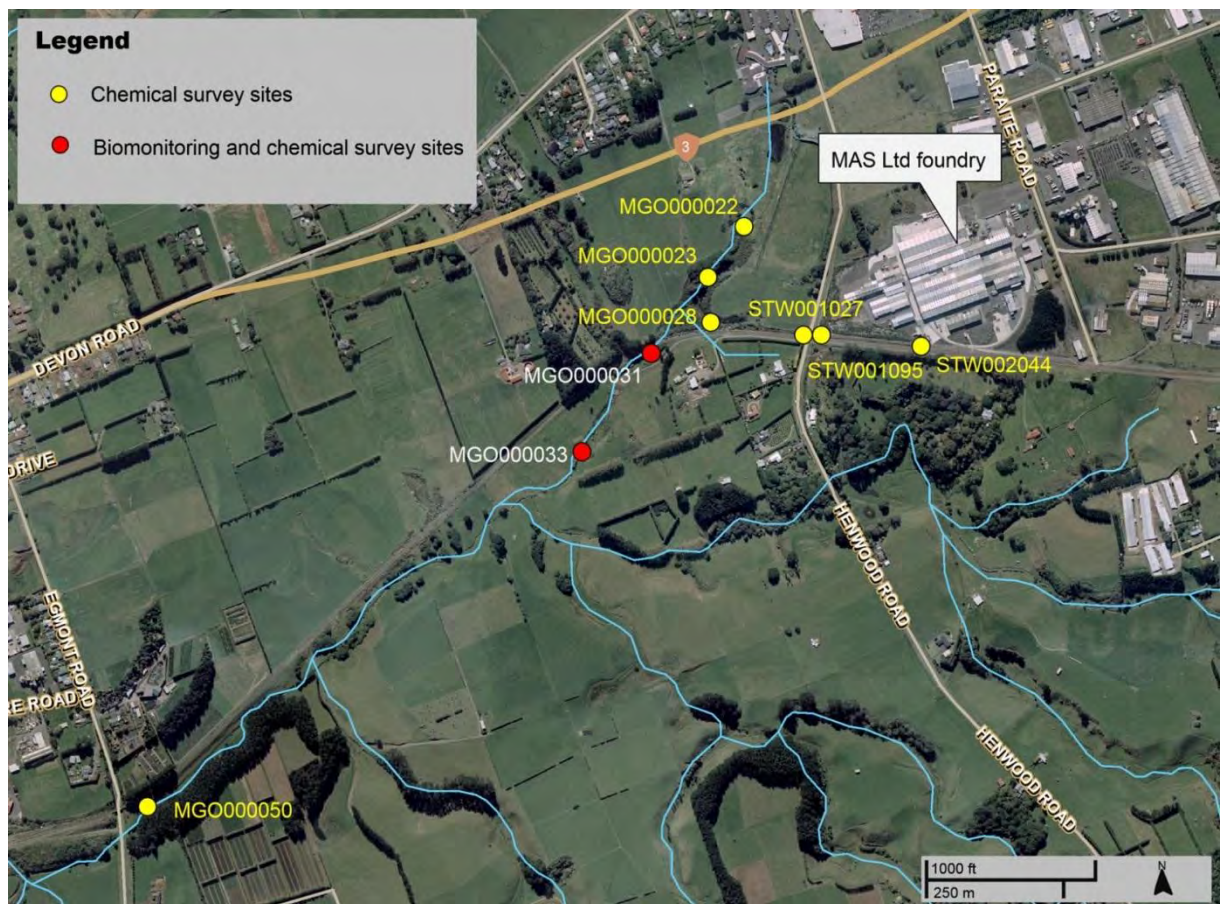 Legend
Chemical survey sites
Biomonitoring and chemical survey sites
3
PARAITE ROAD
MAS Ltd foundry
MGO000022
MGO000023
MGO000028
STW001027
DEVON ROAD
MGO000031
STW001095
STW002044
MGO000033
DRIVE
HENWOOD ROAD
EGMONT ROAD
RE ROAD
HENWOOD ROAD
MGO000050
1000 ft
250 m
N